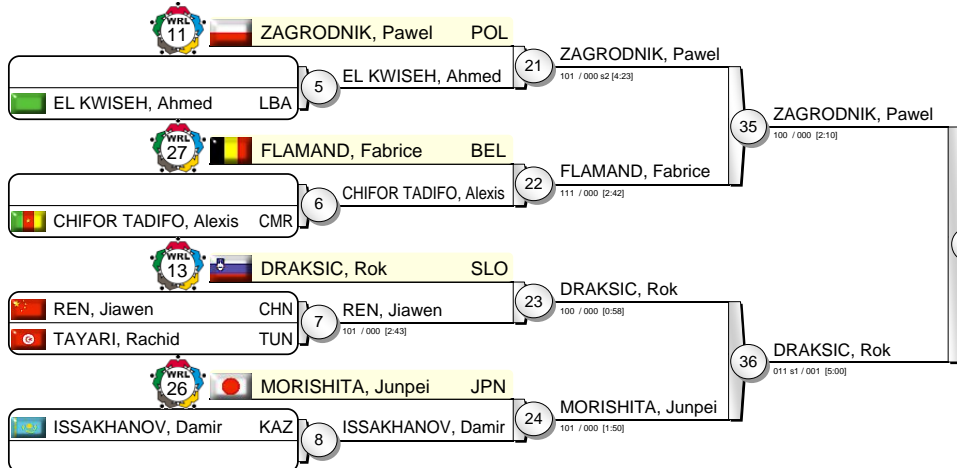 WRL
11
ZAGRODNIK, Pawel POL
21
ZAGRODNIK, Pawel
101 / 000 s2 [4:23]
5
EL KWISEH, Ahmed
EL KWISEH, Ahmed LBA
35
ZAGRODNIK, Pawel
100 / 000 [2:10]
WRL
27
FLAMAND, Fabrice BEL
22
FLAMAND, Fabrice
111 / 000 [2:42]
6
CHIFOR TADIFO, Alexis
CHIFOR TADIFO, Alexis CMR
WRL
13
DRAKSIC, Rok SLO
23
DRAKSIC, Rok
100 / 000 [0:58]
REN, Jiawen CHN
7
REN, Jiawen
101 / 000 [2:43]
TAYARI, Rachid TUN
36
DRAKSIC, Rok
011 s1 / 001 [5:00]
WRL
26
MORISHITA, Junpei JPN
24
MORISHITA, Junpei
101 / 000 [1:50]
ISSAKHANOV, Damir KAZ
8
ISSAKHANOV, Damir